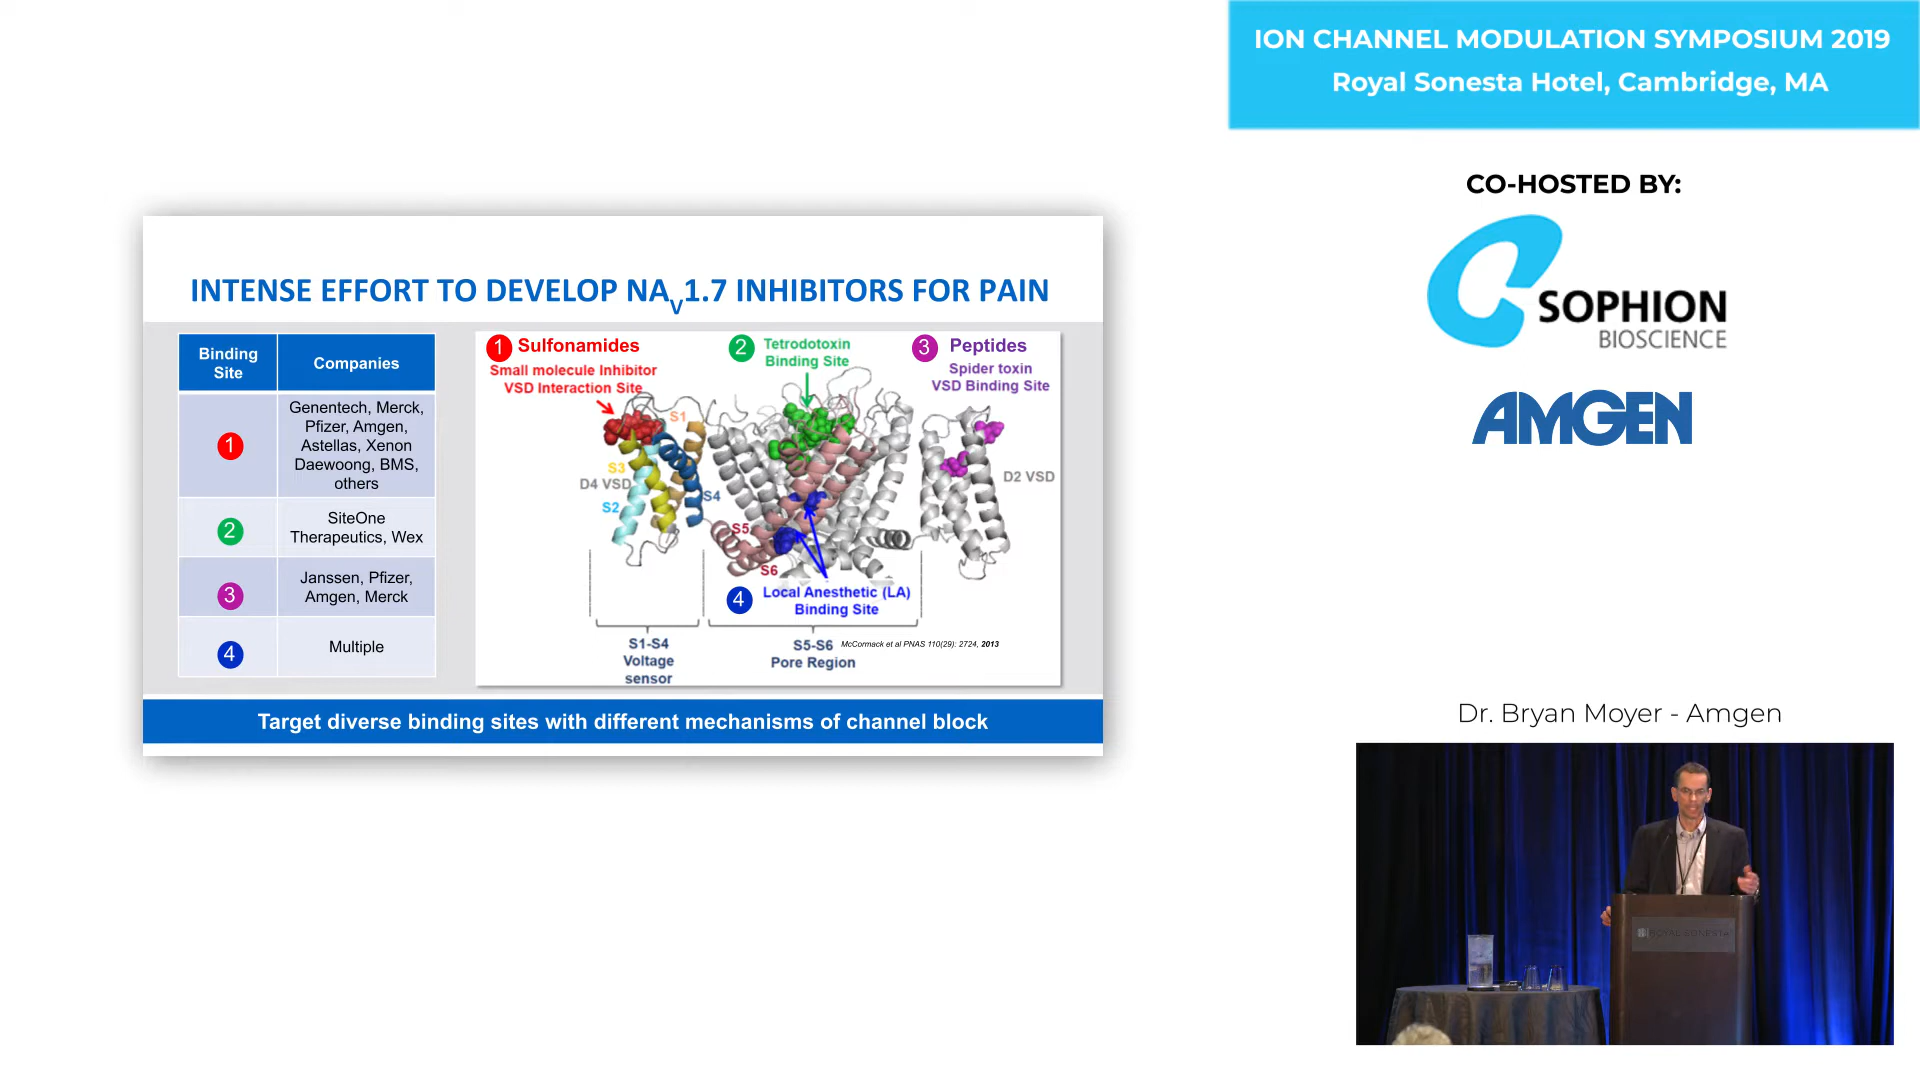 ION CHANNEL MODULATION SYMPOSIUM 2019
Royal Sonesta Hotel, Cambridge, MA
CO-HOSTED BY:
SOPHION
BIOSCIENCE
AMGEN
INTENSE EFFORT TO DEVELOP NAV1.7 INHIBITORS FOR PAIN
Binding
Site
Companies
1
Genentech, Merck,
Pfizer, Amgen,
Astellas, Xenon
Daewoong, BMS,
others
2
SiteOne
Therapeutics, Wex
3
Janssen, Pfizer,
Amgen, Merck
4
Multiple
1 Sulfonamides
Small molecule Inhibitor
VSD Interaction Site
2 Tetrodotoxin
Binding Site
3 Peptides
Spider toxin
VSD Binding Site
S1
S3
D4 VSD
S2
S4
S5
S6
D2 VSD
4 Local Anesthetic (LA)
Binding Site
S1-S4
Voltage
sensor
S5-S6
Pore Region
McCormack et al PNAS 110(29): 2724, 2013
Target diverse binding sites with different mechanisms of channel block
Dr. Bryan Moyer - Amgen
ROYAL SONESTA